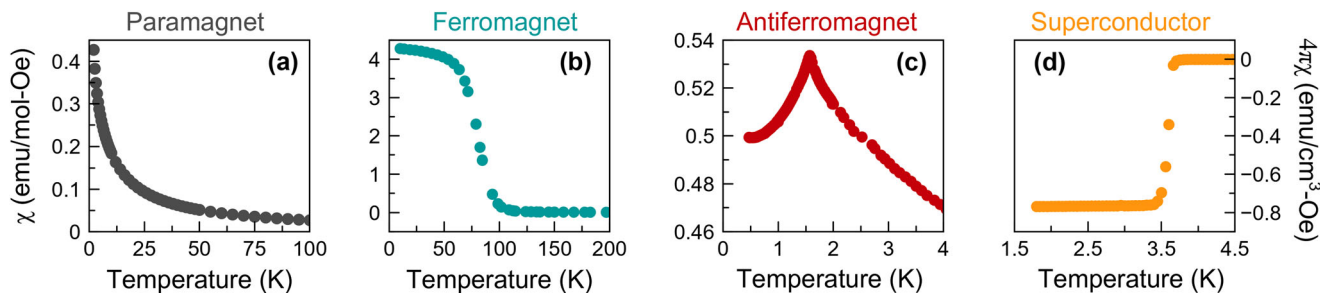 Paramagnet
Ferromagnet
Antiferromagnet
Superconductor
(a)
(b)
(c)
(d)
χ (emu/mol-Oe)
0.4
0.3
0.2
0.1
0
0
25
50
75
100
Temperature (K)
4
3
2
1
0
0
50
100
150
200
Temperature (K)
0.54
0.52
0.5
0.48
0.46
0
1
2
3
4
Temperature (K)
0
−0.2
−0.4
−0.6
−0.8
4πχ (emu/cm³-Oe)
1.5
2.5
3.5
4.5
Temperature (K)